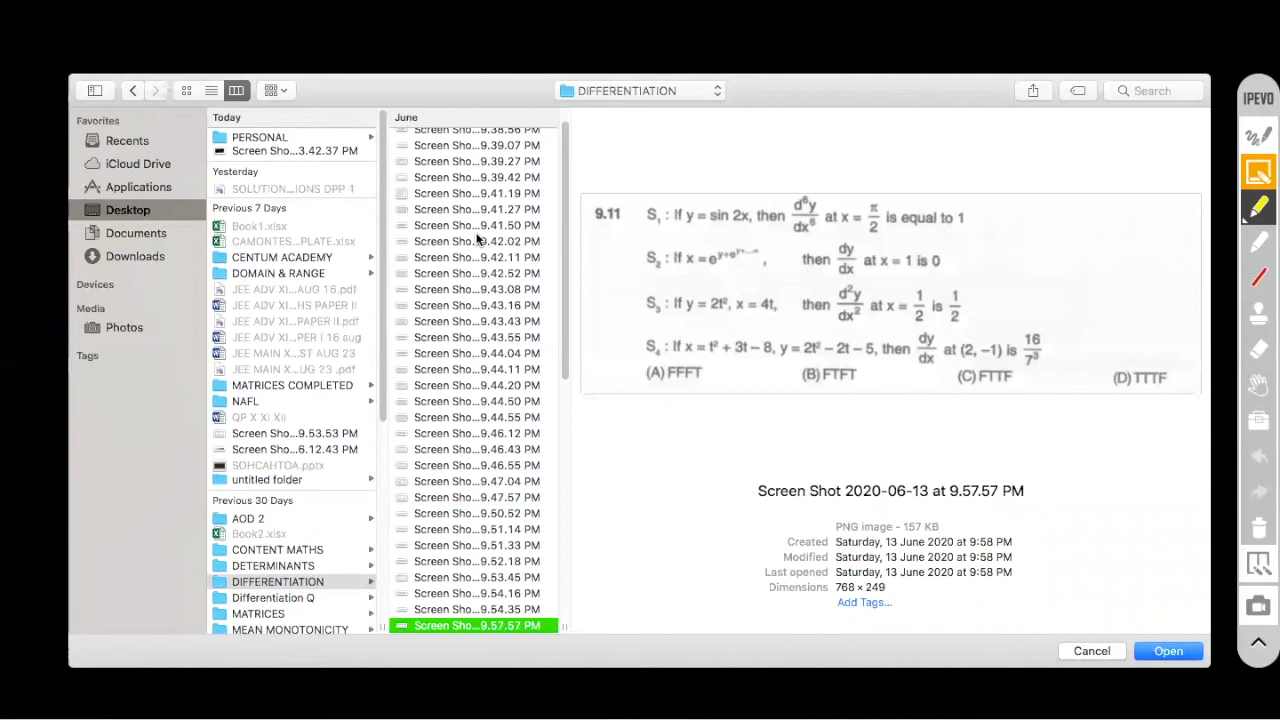 DIFFERENTIATION
Search
IPEVO
Favorites
Recents
iCloud Drive
Applications
Desktop
Documents
Downloads
Devices
Media
Photos
Tags
Today
PERSONAL
Screen Sho...3.42.37 PM
Yesterday
SOLUTION...IONS DPP 1
Previous 7 Days
Book1.xlsx
CAMONTES...PLATE.xlsx
CENTUM ACADEMY
DOMAIN & RANGE
JEE ADV XI...AUG 16.pdf
JEE ADV XI...HS PAPER II
JEE ADV XI...PAPER II.pdf
JEE ADV XI...P II 16 aug
JEE MAIN X...ST AUG 23
JEE MAIN X...UG 23 .pdf
MATRICES COMPLETED
NAFL
QP X XI XII
Screen Sho...9.53.53 PM
Screen Sho...6.12.43 PM
SOHCAHTOA.pptx
untitled folder
Previous 30 Days
AOD 2
Book2.xlsx
CONTENT MATHS
DETERMINANTS
DIFFERENTIATION
Differentiation Q
MATRICES
MEAN MONOTONICITY
June
Screen Sho...9.38.56 PM
Screen Sho...9.39.07 PM
Screen Sho...9.39.27 PM
Screen Sho...9.39.42 PM
Screen Sho...9.41.19 PM
Screen Sho...9.41.27 PM
Screen Sho...9.41.50 PM
Screen Sho...9.42.02 PM
Screen Sho...9.42.11 PM
Screen Sho...9.42.52 PM
Screen Sho...9.43.08 PM
Screen Sho...9.43.16 PM
Screen Sho...9.43.43 PM
Screen Sho...9.43.55 PM
Screen Sho...9.44.04 PM
Screen Sho...9.44.11 PM
Screen Sho...9.44.20 PM
Screen Sho...9.44.50 PM
Screen Sho...9.44.55 PM
Screen Sho...9.46.12 PM
Screen Sho...9.46.43 PM
Screen Sho...9.46.55 PM
Screen Sho...9.47.04 PM
Screen Sho...9.47.57 PM
Screen Sho...9.50.52 PM
Screen Sho...9.51.14 PM
Screen Sho...9.51.33 PM
Screen Sho...9.52.18 PM
Screen Sho...9.53.45 PM
Screen Sho...9.54.16 PM
Screen Sho...9.54.35 PM
Screen Sho...9.57.57 PM
9.11 S₁ : If y = sin 2x, then d⁶y/dx⁶ at x = π/2 is equal to 1
S₂ : If x = e^(y+e^(y+...∞)), then dy/dx at x = 1 is 0
S₃ : If y = 2t², x = 4t, then d²y/dx² at x = 1/2 is 1/2
S₄ : If x = t² + 3t – 8, y = 2t² – 2t – 5, then dy/dx at (2, –1) is 16/7³
(A) FFFT (B) FTFT (C) FTTF (D) TTTF
Screen Shot 2020-06-13 at 9.57.57 PM
PNG image - 157 KB
Created Saturday, 13 June 2020 at 9:58 PM
Modified Saturday, 13 June 2020 at 9:58 PM
Last opened Saturday, 13 June 2020 at 9:58 PM
Dimensions 768 × 249
Add Tags...
Cancel
Open